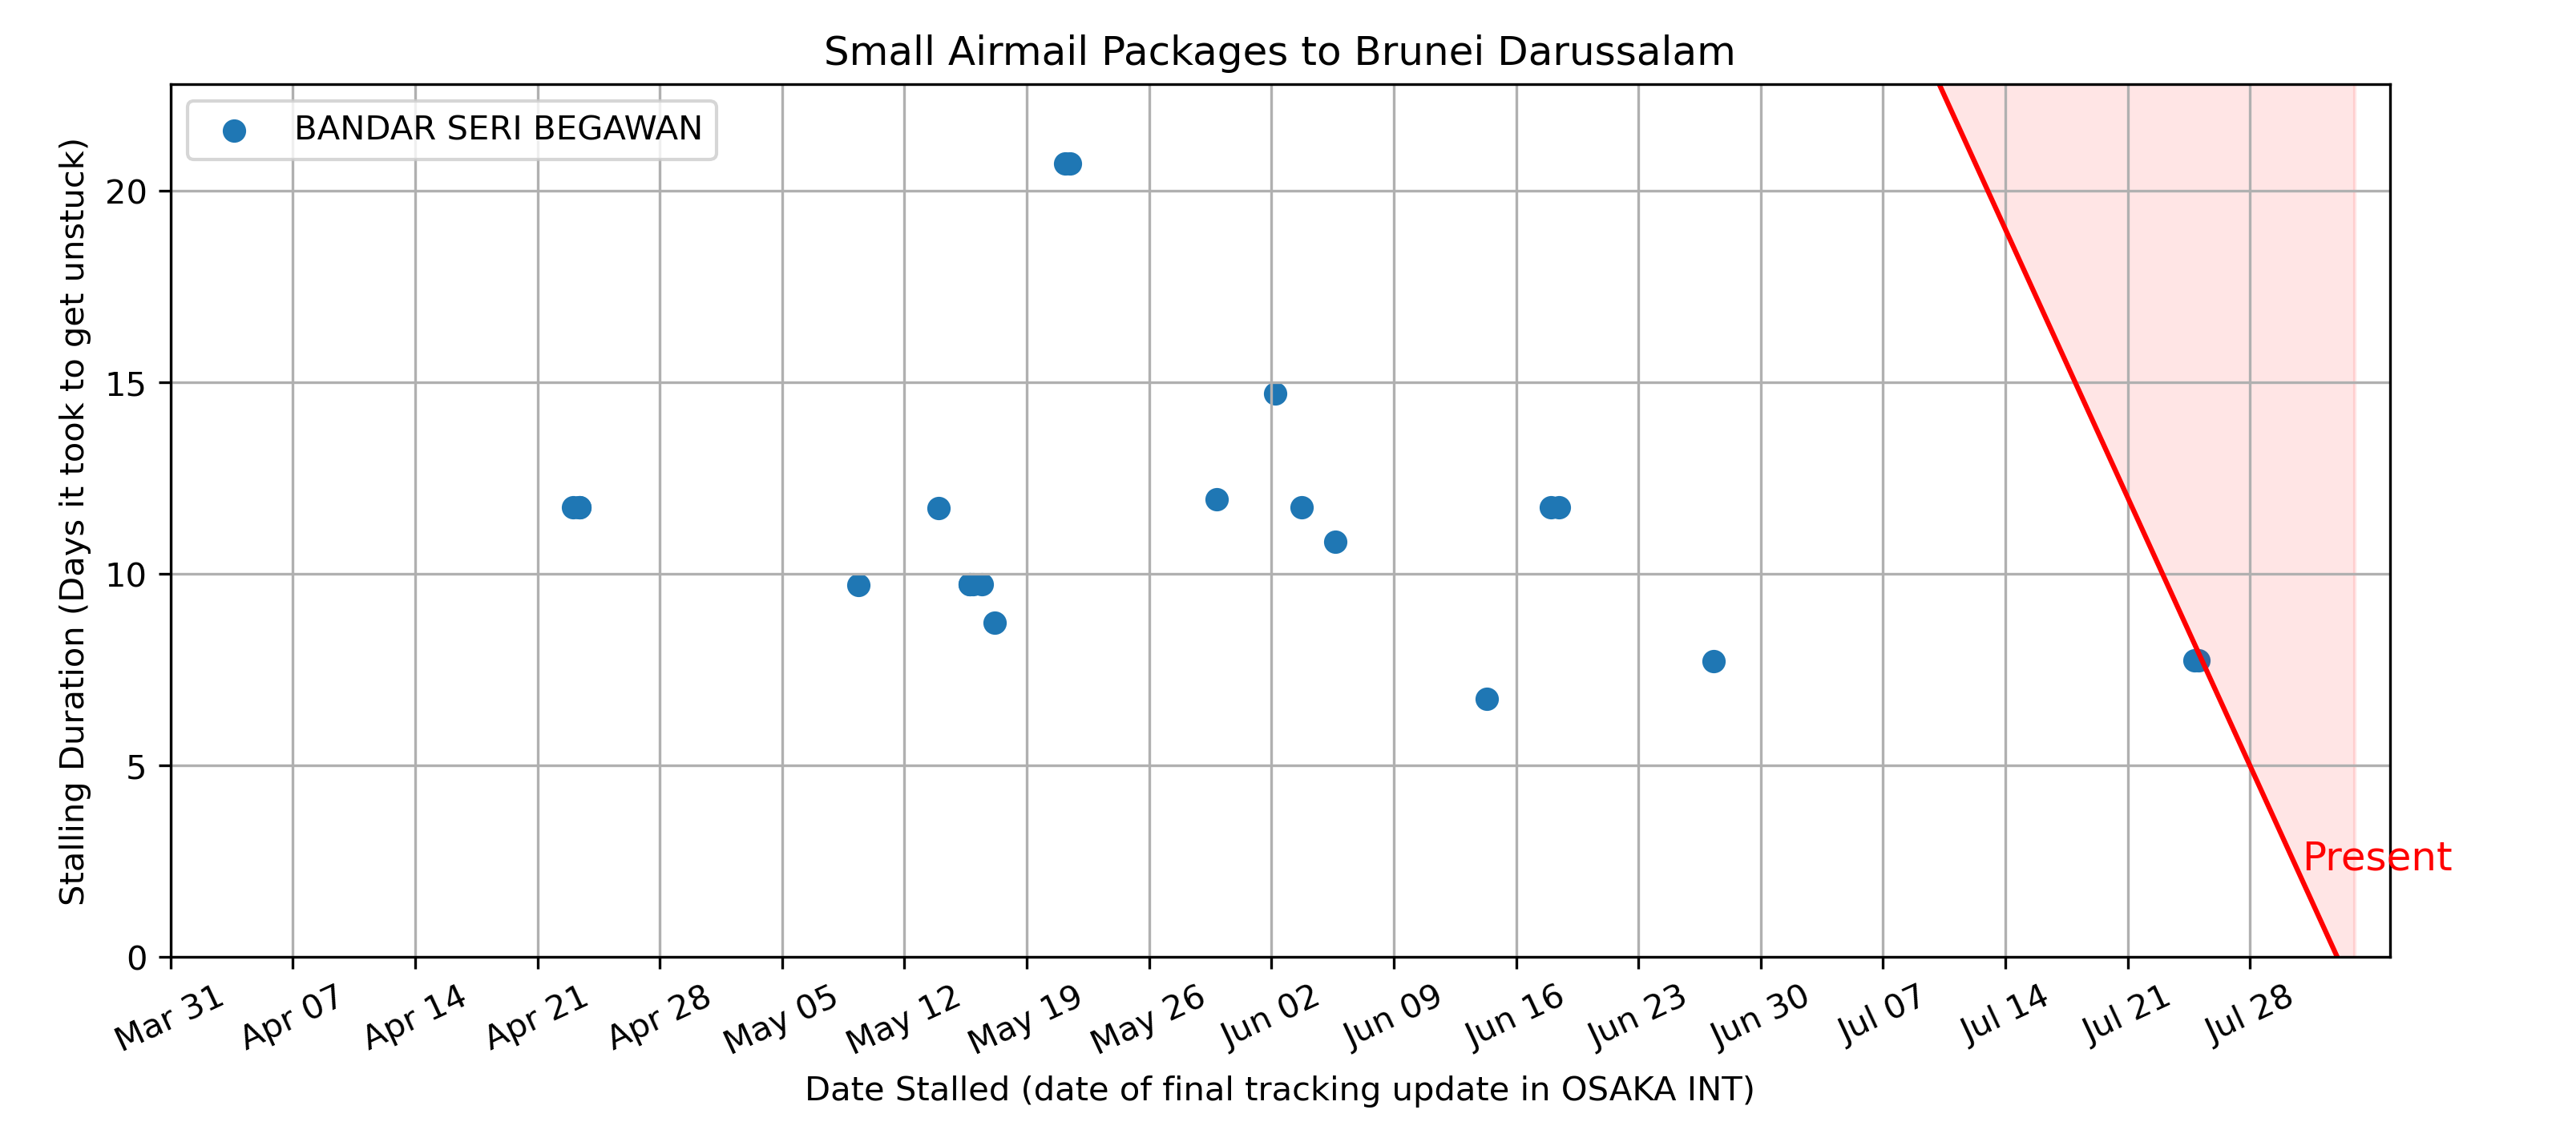 Small Airmail Packages to Brunei Darussalam
BANDAR SERI BEGAWAN
Stalling Duration (Days it took to get unstuck)
20
15
10
5
0
Present
Mar 31
Apr 07
Apr 14
Apr 21
Apr 28
May 05
May 12
May 19
May 26
Jun 02
Jun 09
Jun 16
Jun 23
Jun 30
Jul 07
Jul 14
Jul 21
Jul 28
Date Stalled (date of final tracking update in OSAKA INT)